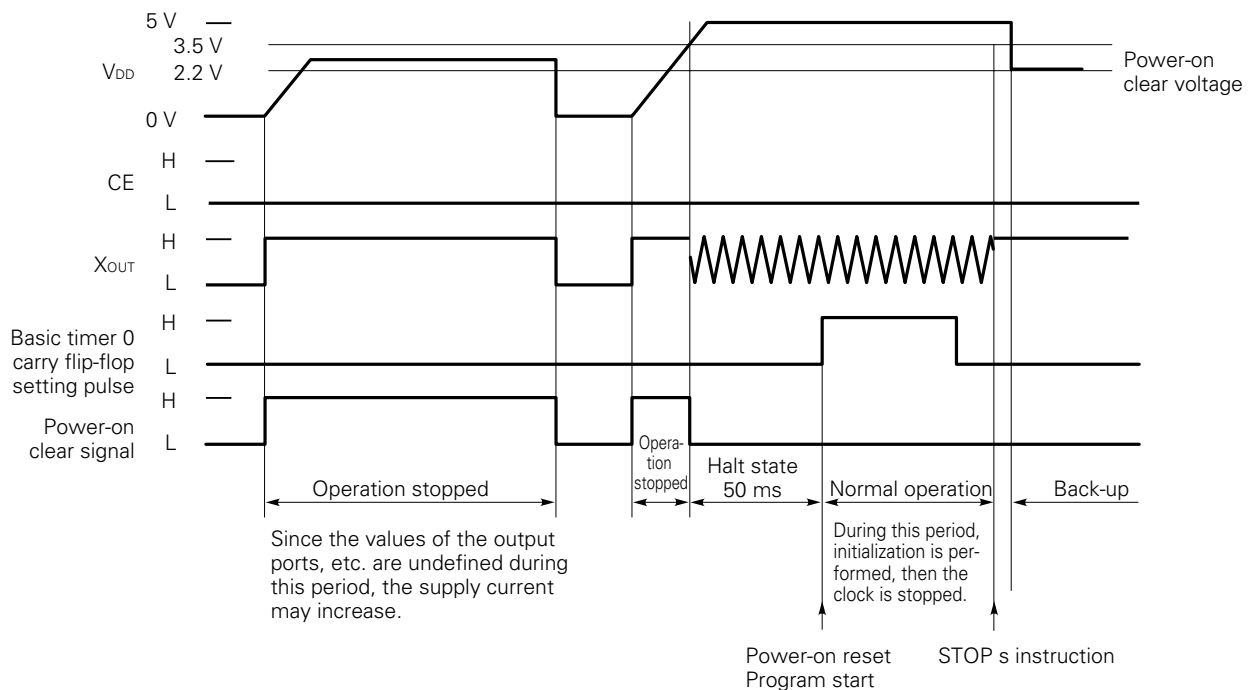 5 V
3.5 V
VDD
2.2 V
0 V
Power-on
clear voltage
H
CE
L
H
XOUT
L
H
Basic timer 0
carry flip-flop
setting pulse
L
H
Power-on
clear signal
L
Operation stopped
Opera-
tion
stopped
Halt state
50 ms
Normal operation
Back-up
Since the values of the output
ports, etc. are undefined during
this period, the supply current
may increase.
During this period,
initialization is per-
formed, then the
clock is stopped.
Power-on reset
Program start
STOP s instruction